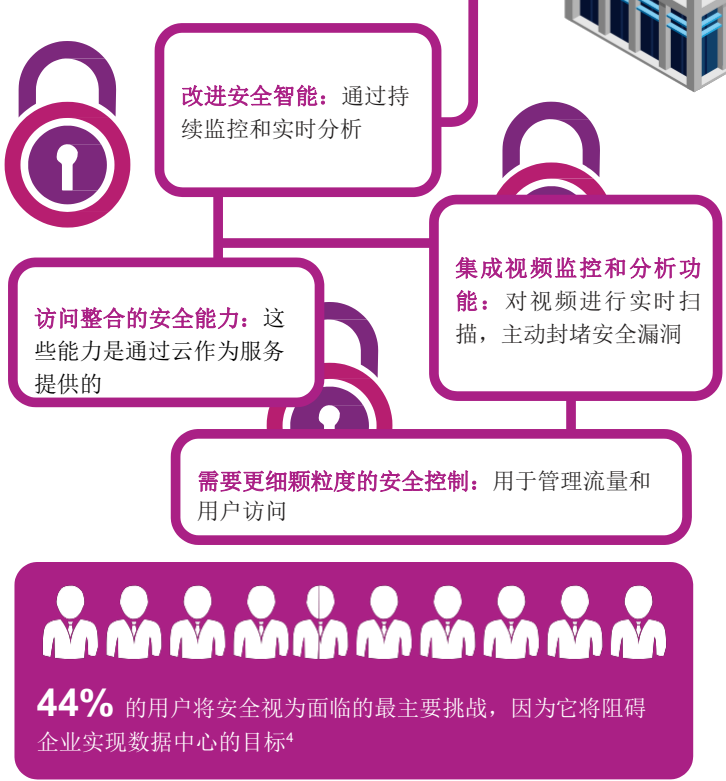 改进安全智能：通过持
续监控和实时分析
集成视频监控和分析功
能：对视频进行实时扫
描，主动封堵安全漏洞
访问整合的安全能力：这
些能力是通过云作为服务
提供的
需要更细颗粒度的安全控制：用于管理流量和
用户访问
44% 的用户将安全视为面临的最主要挑战，因为它将阻碍
企业实现数据中心的目标⁴